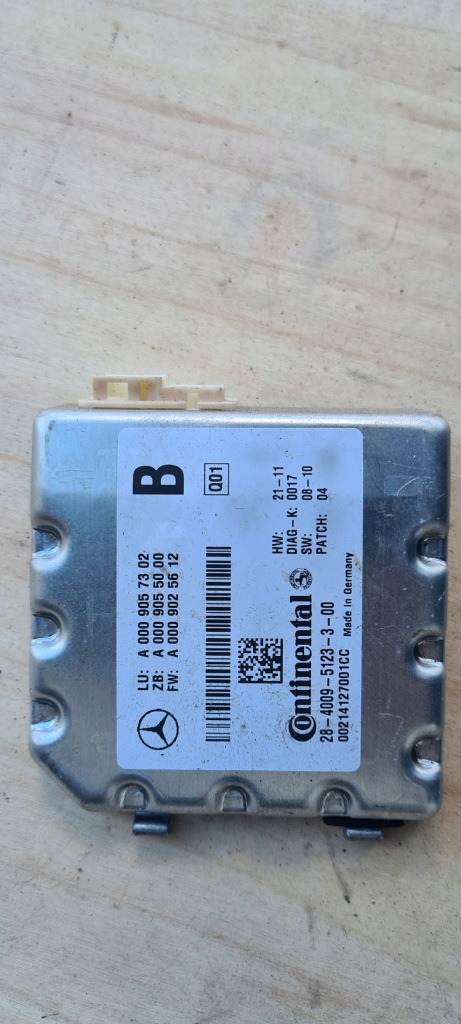 LU: A 000 905 73 02
ZB: A 000 905 50 00
FW: A 000 902 56 12
B
Q01
Continental
28-4009-5123-3-00
00214127001CC Made in Germany
HW: 21-11
DIAG-K: 0017
SW: 08-10
PATCH: 04